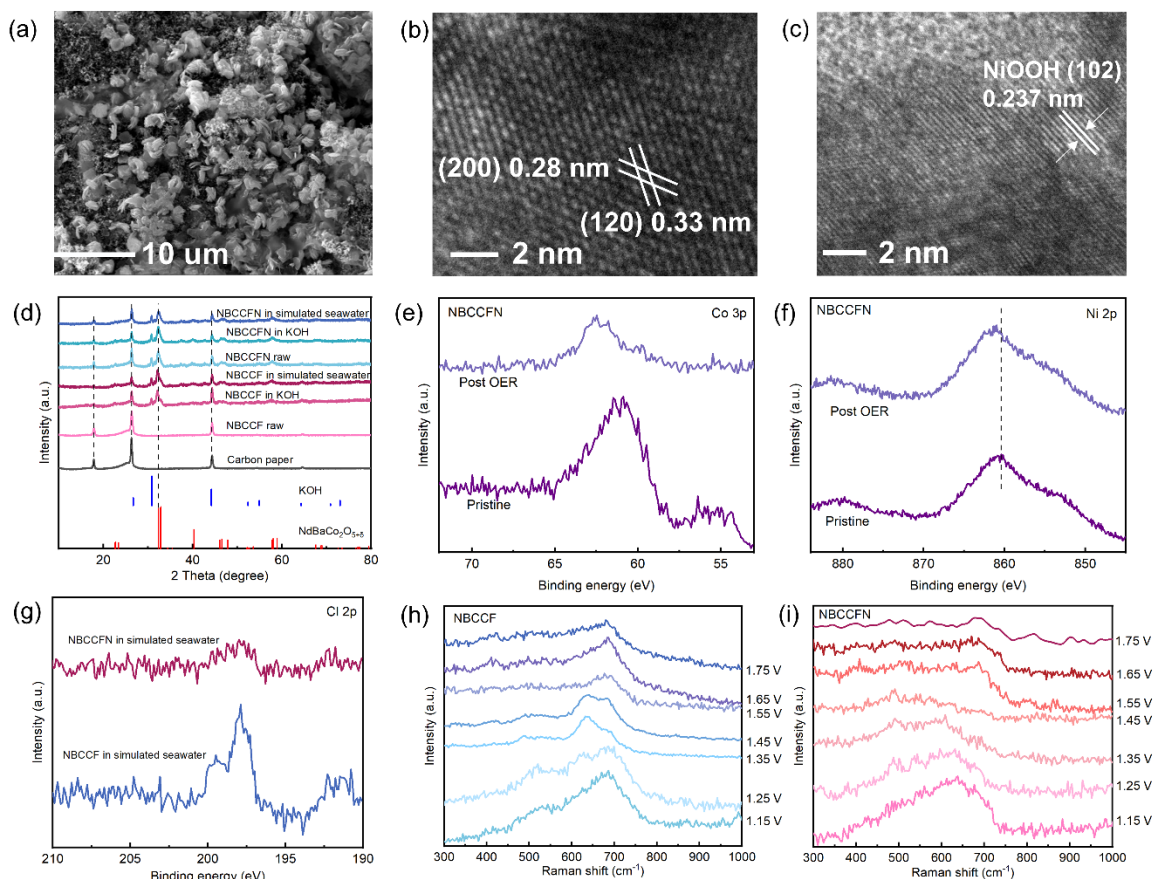 (a)
10 um
(b)
(200) 0.28 nm
(120) 0.33 nm
2 nm
(c)
NiOOH (102)
0.237 nm
2 nm
(d)
NBCCFN in simulated seawater
NBCCFN in KOH
NBCCFN raw
NBCCF in simulated seawater
NBCCF in KOH
NBCCF raw
Carbon paper
KOH
NdBaCo₂O₅₋δ
Intensity (a.u.)
20 40 60 80
2 Theta (degree)
(e)
NBCCFN
Co 3p
Post OER
Pristine
Intensity (a.u.)
70 65 60 55
Binding energy (eV)
(f)
NBCCFN
Ni 2p
Post OER
Pristine
Intensity (a.u.)
880 870 860 850
Binding energy (eV)
(g)
Cl 2p
NBCCFN in simulated seawater
NBCCF in simulated seawater
Intensity (a.u.)
210 205 200 195 190
Binding energy (eV)
(h)
NBCCF
1.75 V
1.65 V
1.55 V
1.45 V
1.35 V
1.25 V
1.15 V
Intensity (a.u.)
300 400 500 600 700 800 900 1000
Raman shift (cm⁻¹)
(i)
NBCCFN
1.75 V
1.65 V
1.55 V
1.45 V
1.35 V
1.25 V
1.15 V
Intensity (a.u.)
300 400 500 600 700 800 900 1000
Raman shift (cm⁻¹)